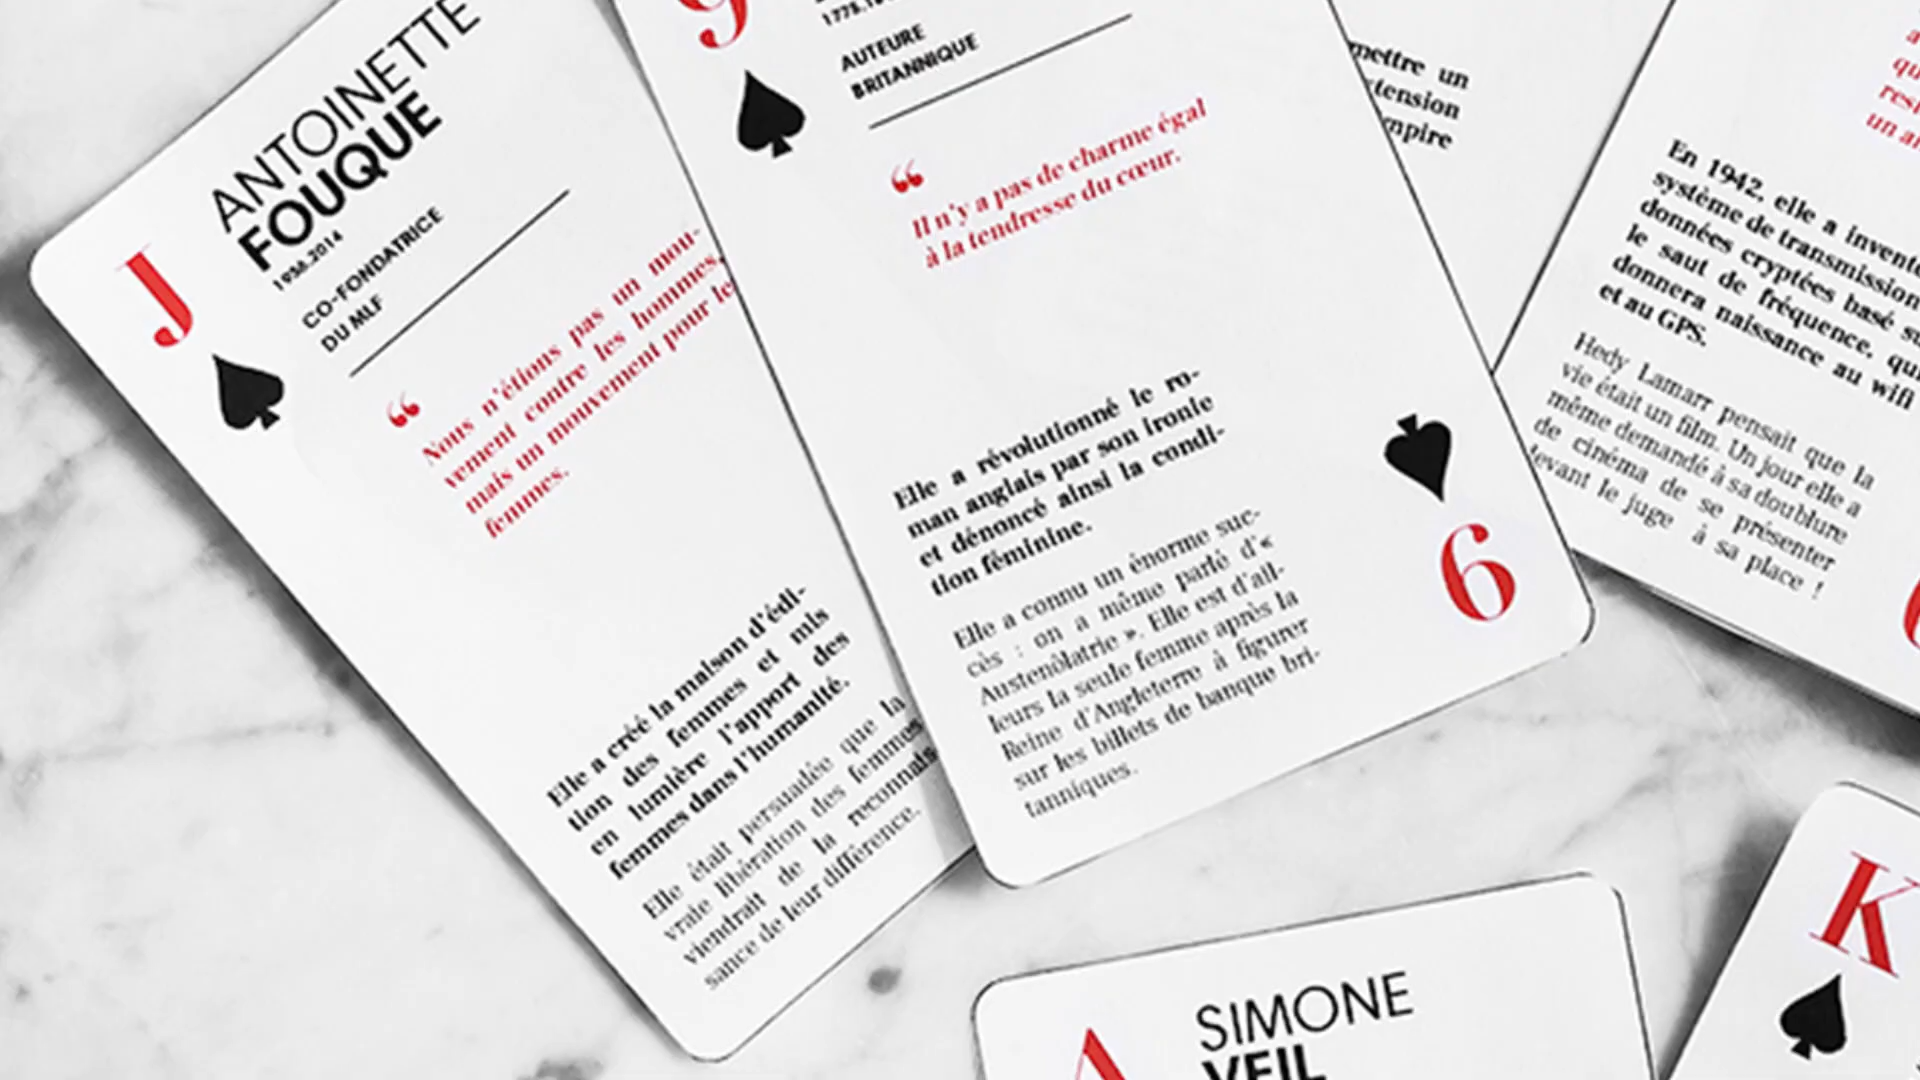 J
ANTOINETTE
FOUQUE
1936.2014
CO-FONDATRICE
DU MLF
“
Nous n’étions pas un mou-
vement contre les hommes,
mais un mouvement pour les
femmes.
Elle a créé la maison d’édi-
tion des femmes et mis
en lumière l’apport des
femmes dans l’humanité.
Elle était persuadée que la
vraie libération des femmes
viendrait de la reconnais
sance de leur différence.
9
AUTEURE
BRITANNIQUE
“
Il n’y a pas de charme égal
à la tendresse du cœur.
Elle a révolutionné le ro-
man anglais par son ironie
et dénoncé ainsi la condi-
tion féminine.
Elle a connu un énorme suc-
cès : on a même parlé d’«
Austenôlatrie ». Elle est d’ail-
leurs la seule femme après la
Reine d’Angleterre à figurer
sur les billets de banque bri-
tanniques.
9
mettre un
tension
mpire
un
En 1942, elle a invent
système de transmission
données cryptées basé su
le saut de fréquence, qui
donnera naissance au wifi
et au GPS.
Hedy Lamarr pensait que la
vie était un film. Un jour elle a
même demandé à sa doublure
de cinéma de se présenter
devant le juge à sa place !
A
SIMONE
VEIL
K